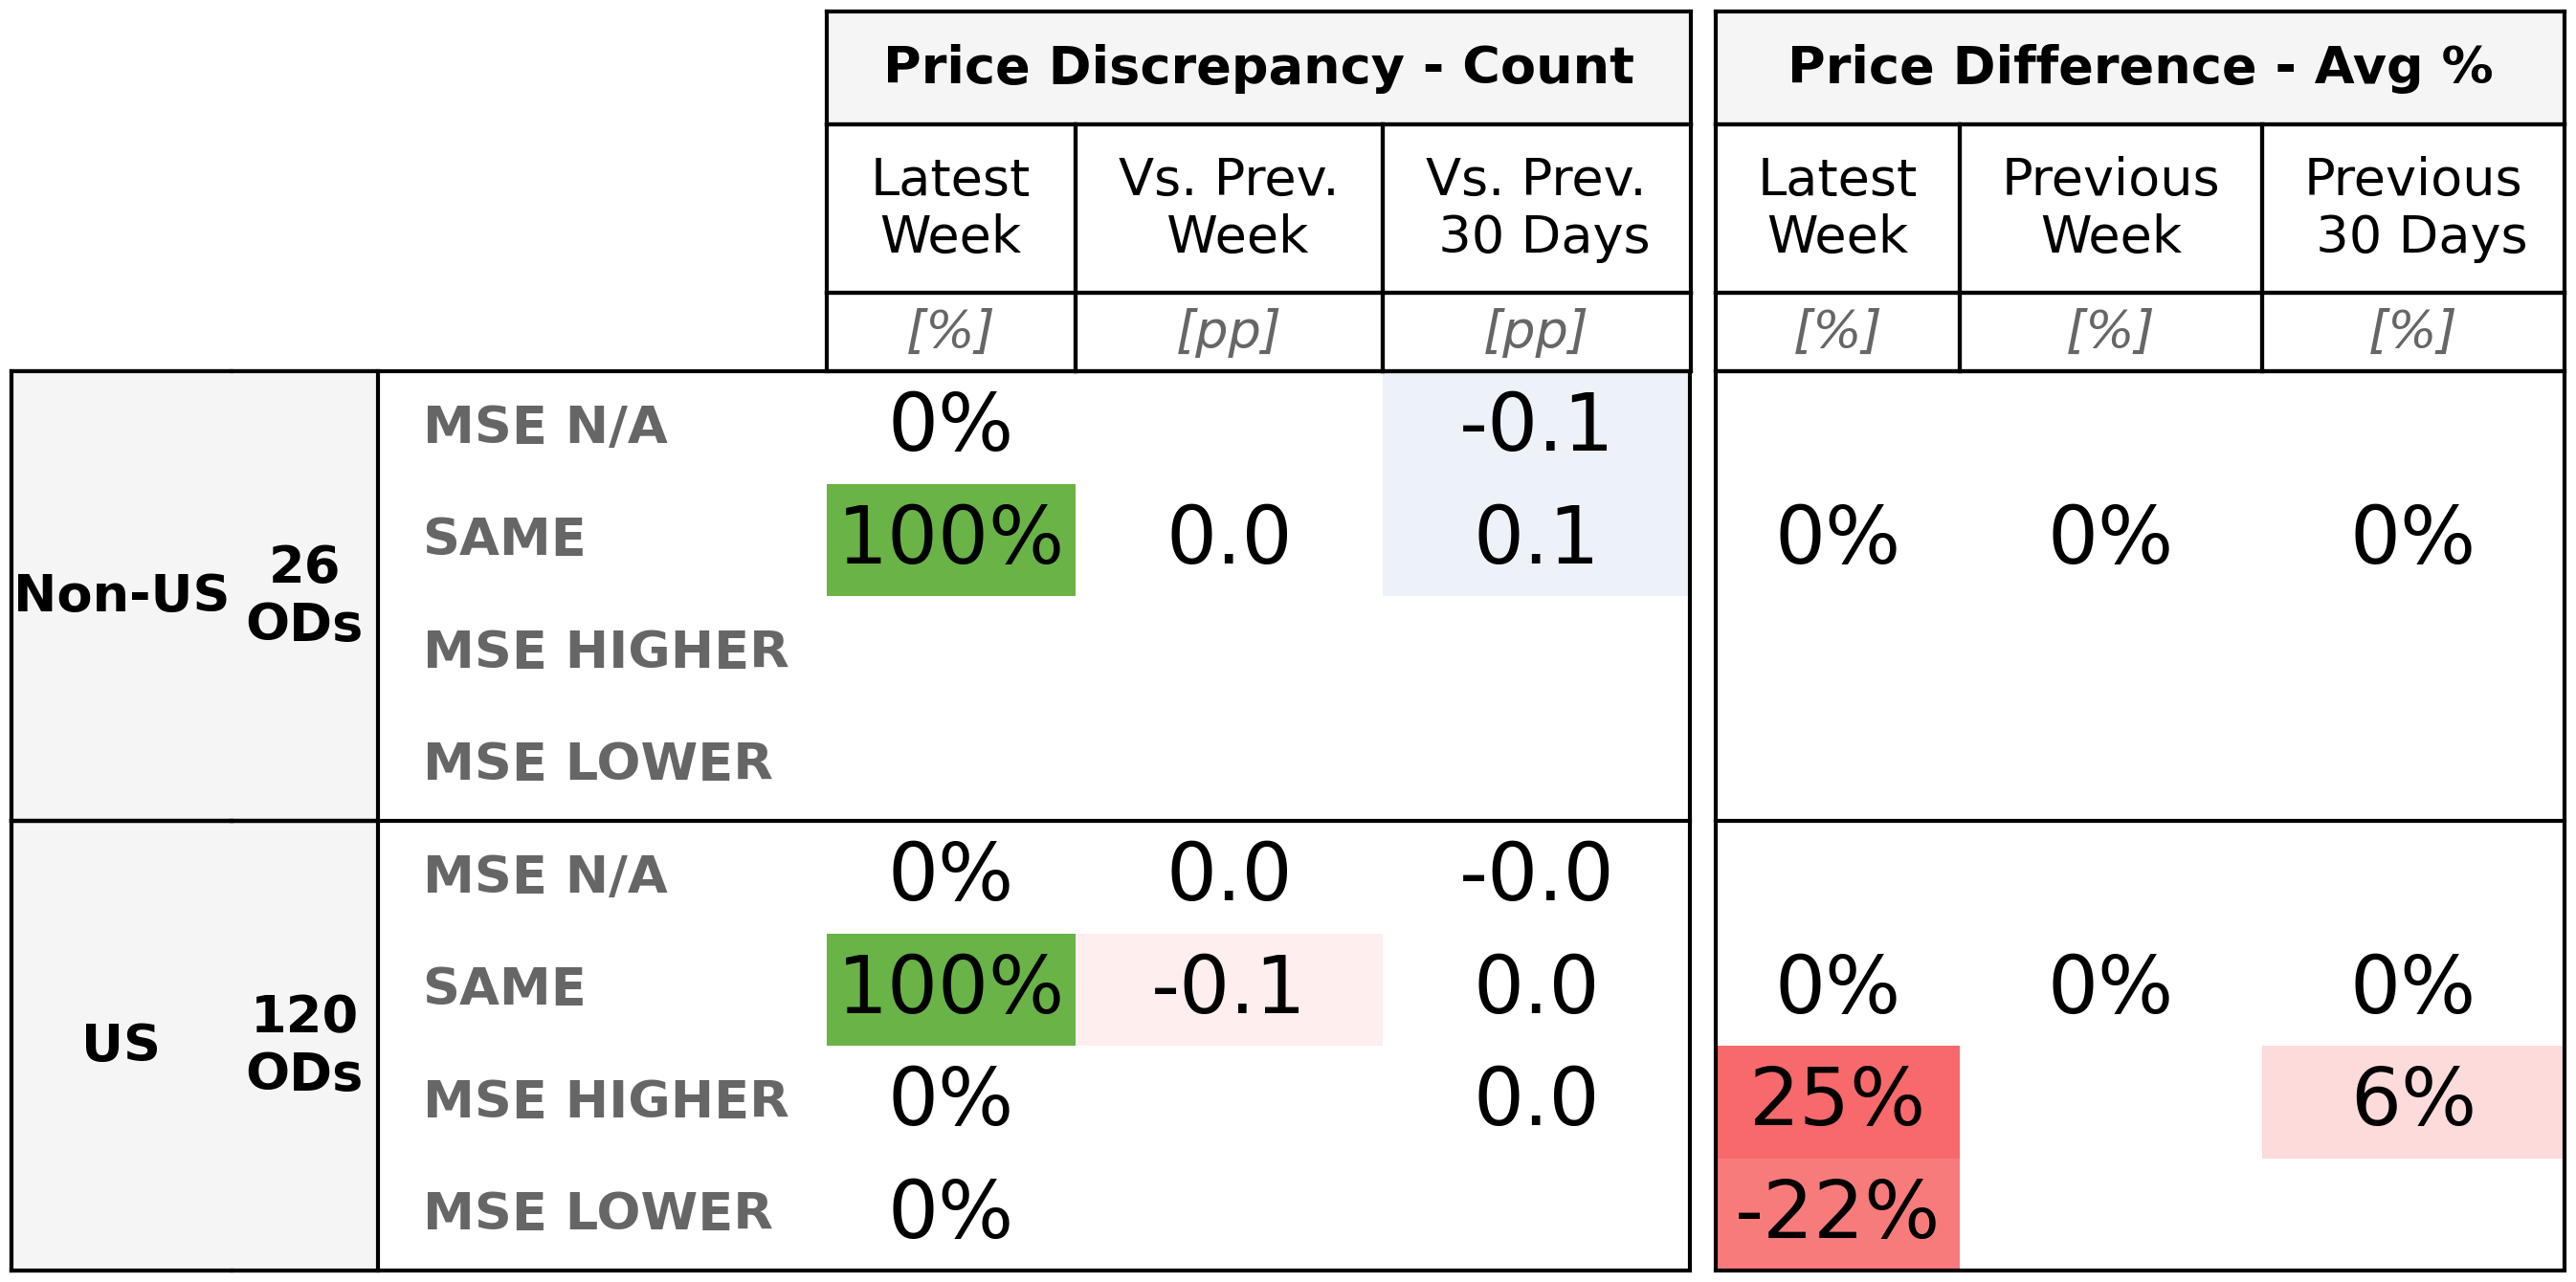 Price Discrepancy - Count Price Difference - Avg %
Latest Week Vs. Prev. Week Vs. Prev. 30 Days Latest Week Previous Week Previous 30 Days
[%] [pp] [pp] [%] [%] [%]
Non-US 26 ODs
MSE N/A 0% -0.1
SAME 100% 0.0 0.1 0% 0% 0%
MSE HIGHER
MSE LOWER
US 120 ODs
MSE N/A 0% 0.0 -0.0
SAME 100% -0.1 0.0 0% 0% 0%
MSE HIGHER 0% 0.0 25% 6%
MSE LOWER 0% -22%